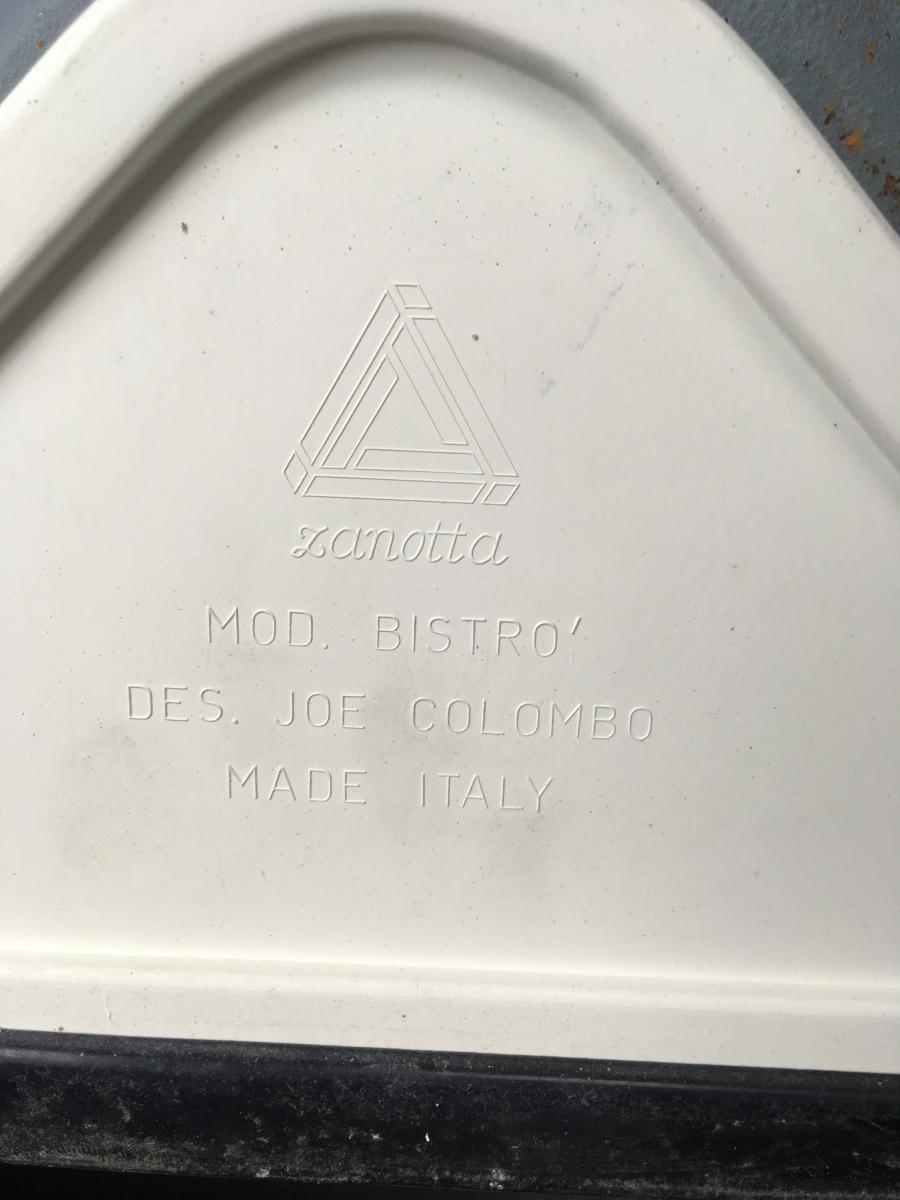 zanotta
MOD. BISTRO'
DES. JOE COLOMBO
MADE ITALY